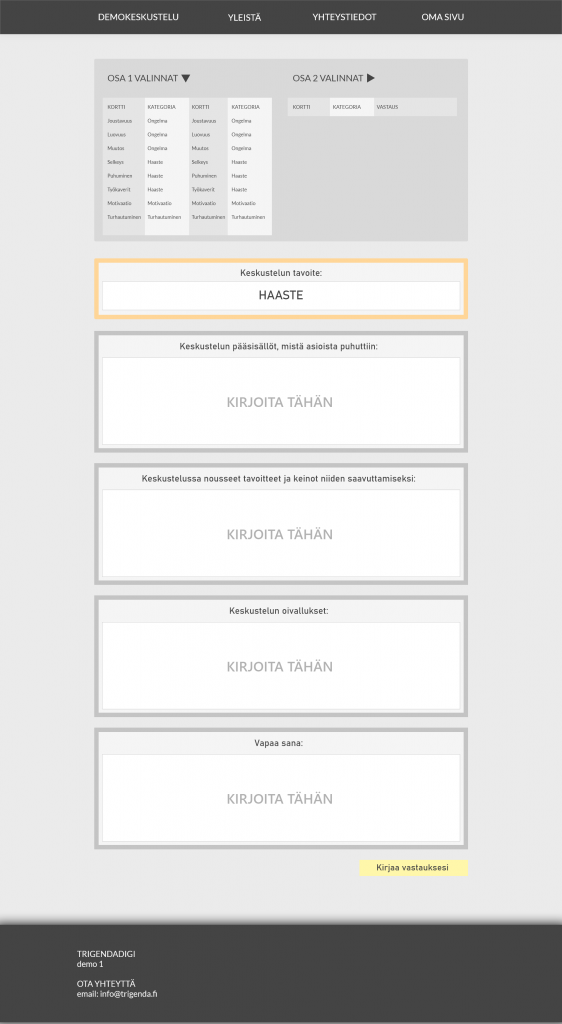 DEMOKESKUSTELU YLEISTÄ YHTEYSTIEDOT OMA SIVU
OSA 1 VALINNAT ▼ OSA 2 VALINNAT ▶
KORTTI KATEGORIA KORTTI KATEGORIA KORTTI KATEGORIA VASTAUS
Joustavuus Ongelma Joustavuus Ongelma
Luovuus Ongelma Luovuus Ongelma
Muutos Ongelma Muutos Ongelma
Selkeys Haaste Selkeys Haaste
Puhuminen Haaste Puhuminen Haaste
Työkaverit Haaste Työkaverit Haaste
Motivaatio Motivaatio Motivaatio Motivaatio
Turhautuminen Turhautuminen Turhautuminen Turhautuminen
Keskustelun tavoite:
HAASTE
Keskustelun pääsisällöt, mistä asioista puhuttiin:
KIRJOITA TÄHÄN
Keskustelussa nousseet tavoitteet ja keinot niiden saavuttamiseksi:
KIRJOITA TÄHÄN
Keskustelun oivallukset:
KIRJOITA TÄHÄN
Vapaa sana:
KIRJOITA TÄHÄN
Kirjaa vastauksesi
TRIGENDADIGI
demo 1
OTA YHTEYTTÄ
email: info@trigenda.fi